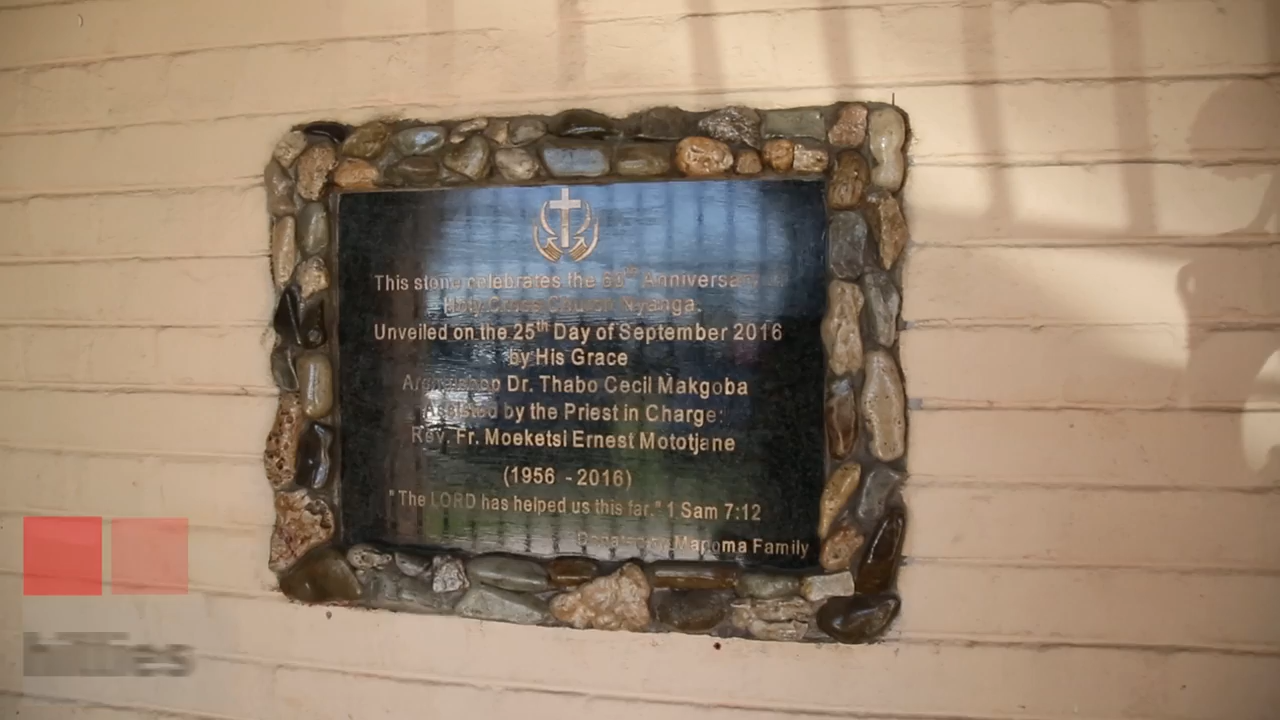 This stone celebrates the 60th Anniversary
Holy Cross Church Nyanga:
Unveiled on the 25th Day of September 2016
by His Grace
Archbishop Dr. Thabo Cecil Makgoba
Assisted by the Priest in Charge:
Rev. Fr. Moeketsi Ernest Mototjane
(1956 - 2016)
"The LORD has helped us this far." 1 Sam 7:12
Donated by Mapoma Family